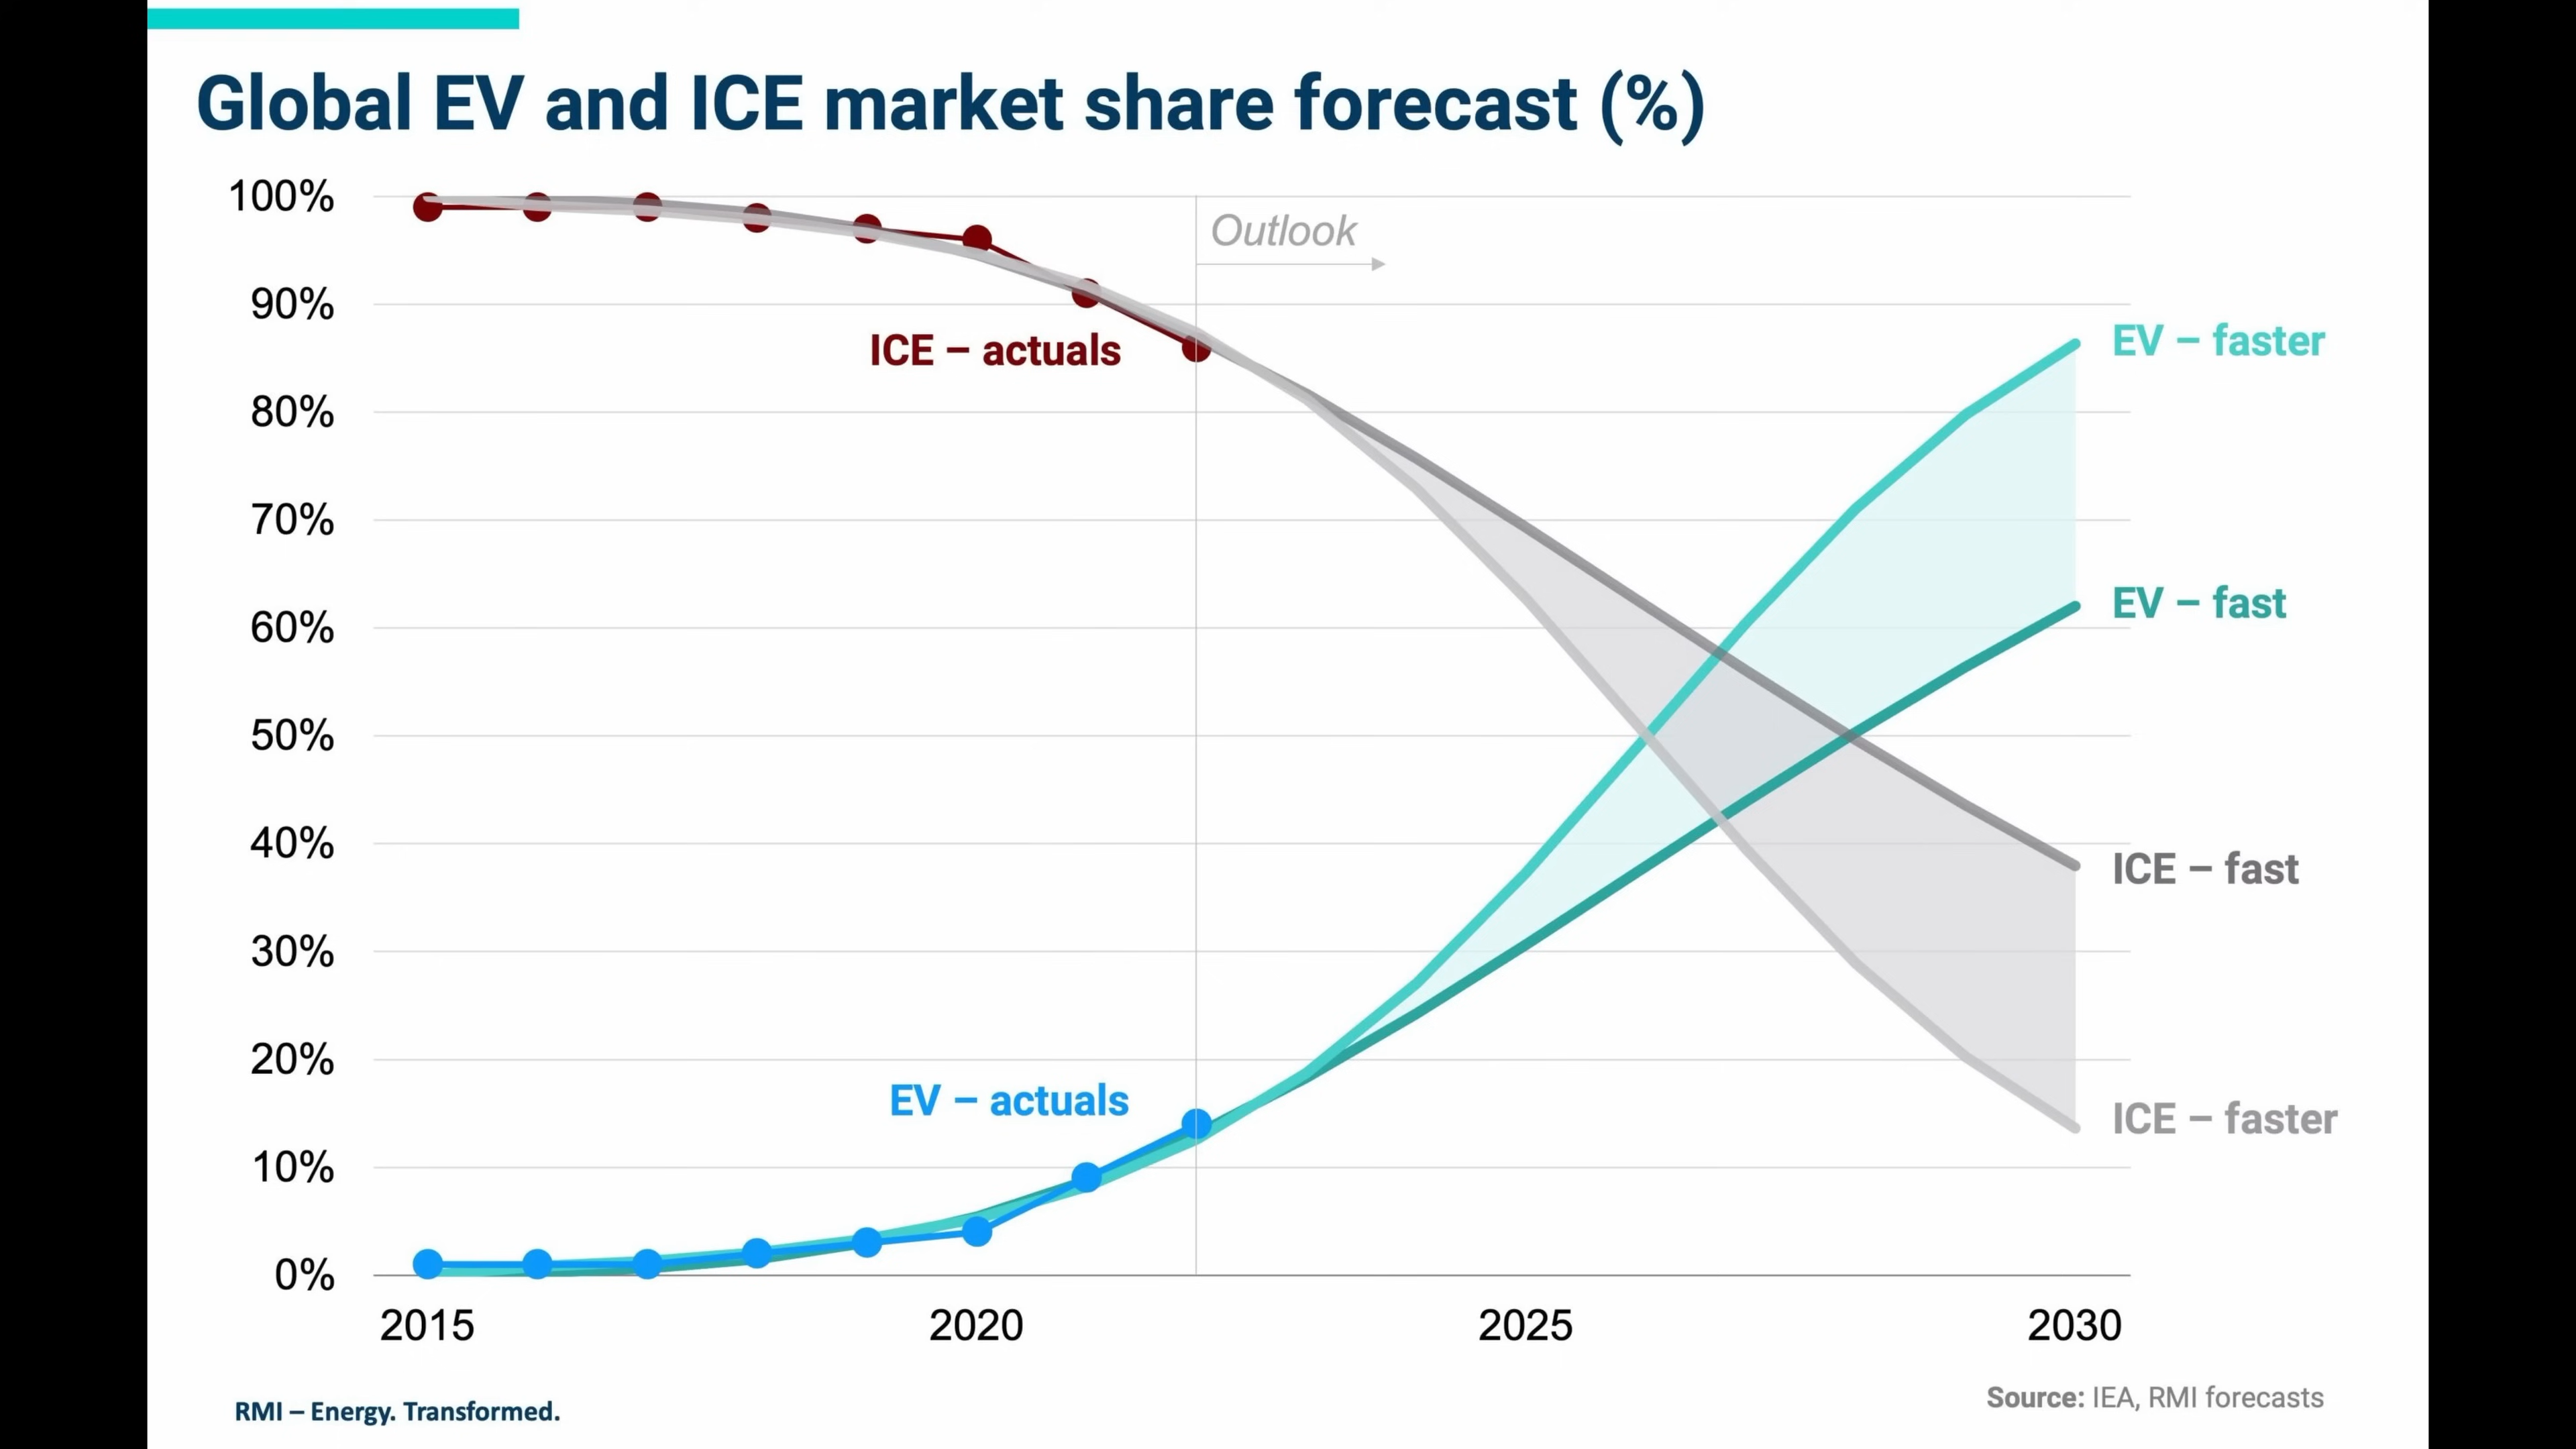 Global EV and ICE market share forecast (%)
100%
Outlook
90%
ICE – actuals
EV – faster
80%
70%
60%
EV – fast
50%
40%
ICE – fast
30%
20%
EV – actuals
ICE – faster
10%
0%
2015 2020 2025 2030
RMI – Energy. Transformed.
Source: IEA, RMI forecasts